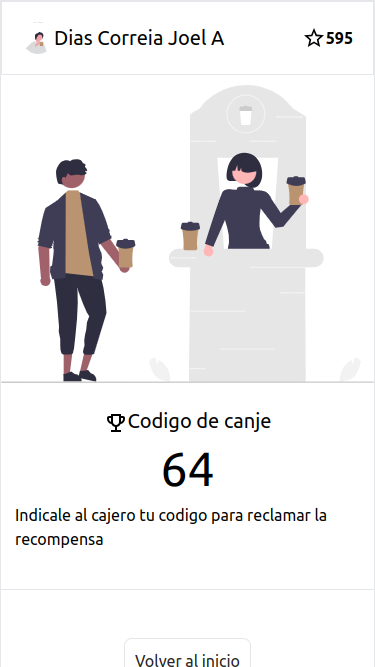 Dias Correia Joel A
595
Codigo de canje
64
Indicale al cajero tu codigo para reclamar la
recompensa
Volver al inicio